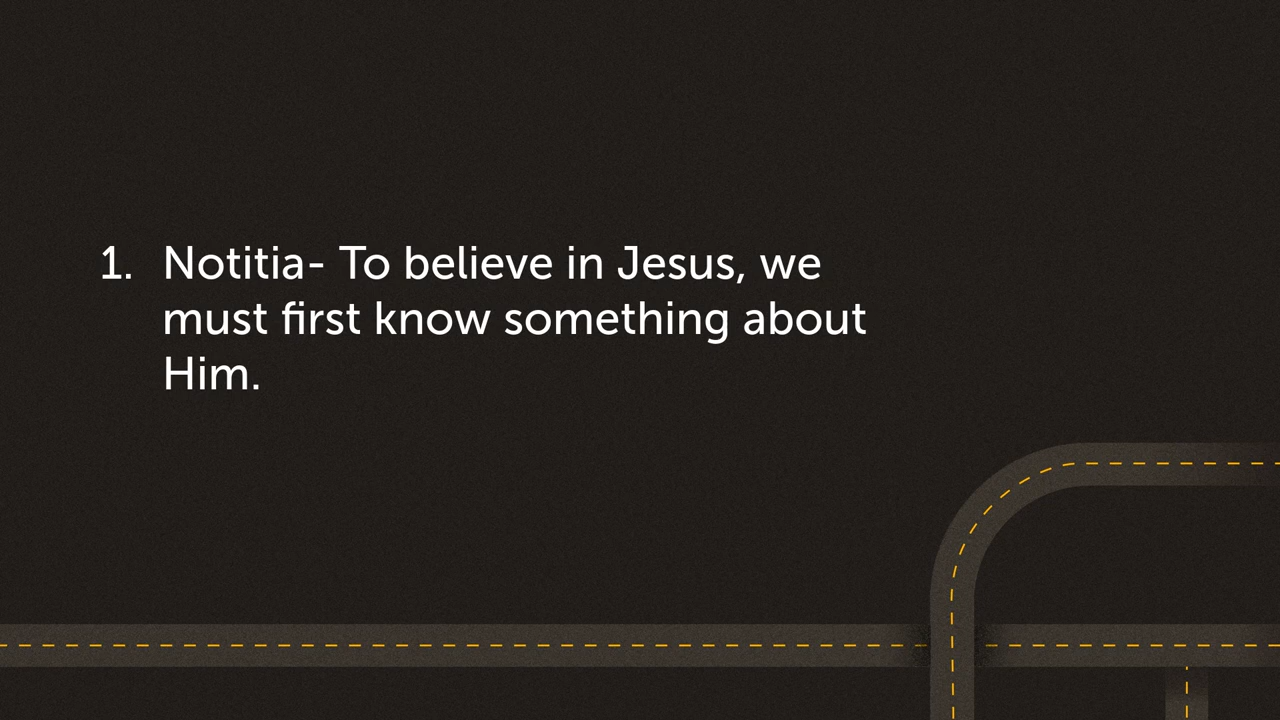 1. Notitia- To believe in Jesus, we
must first know something about
Him.